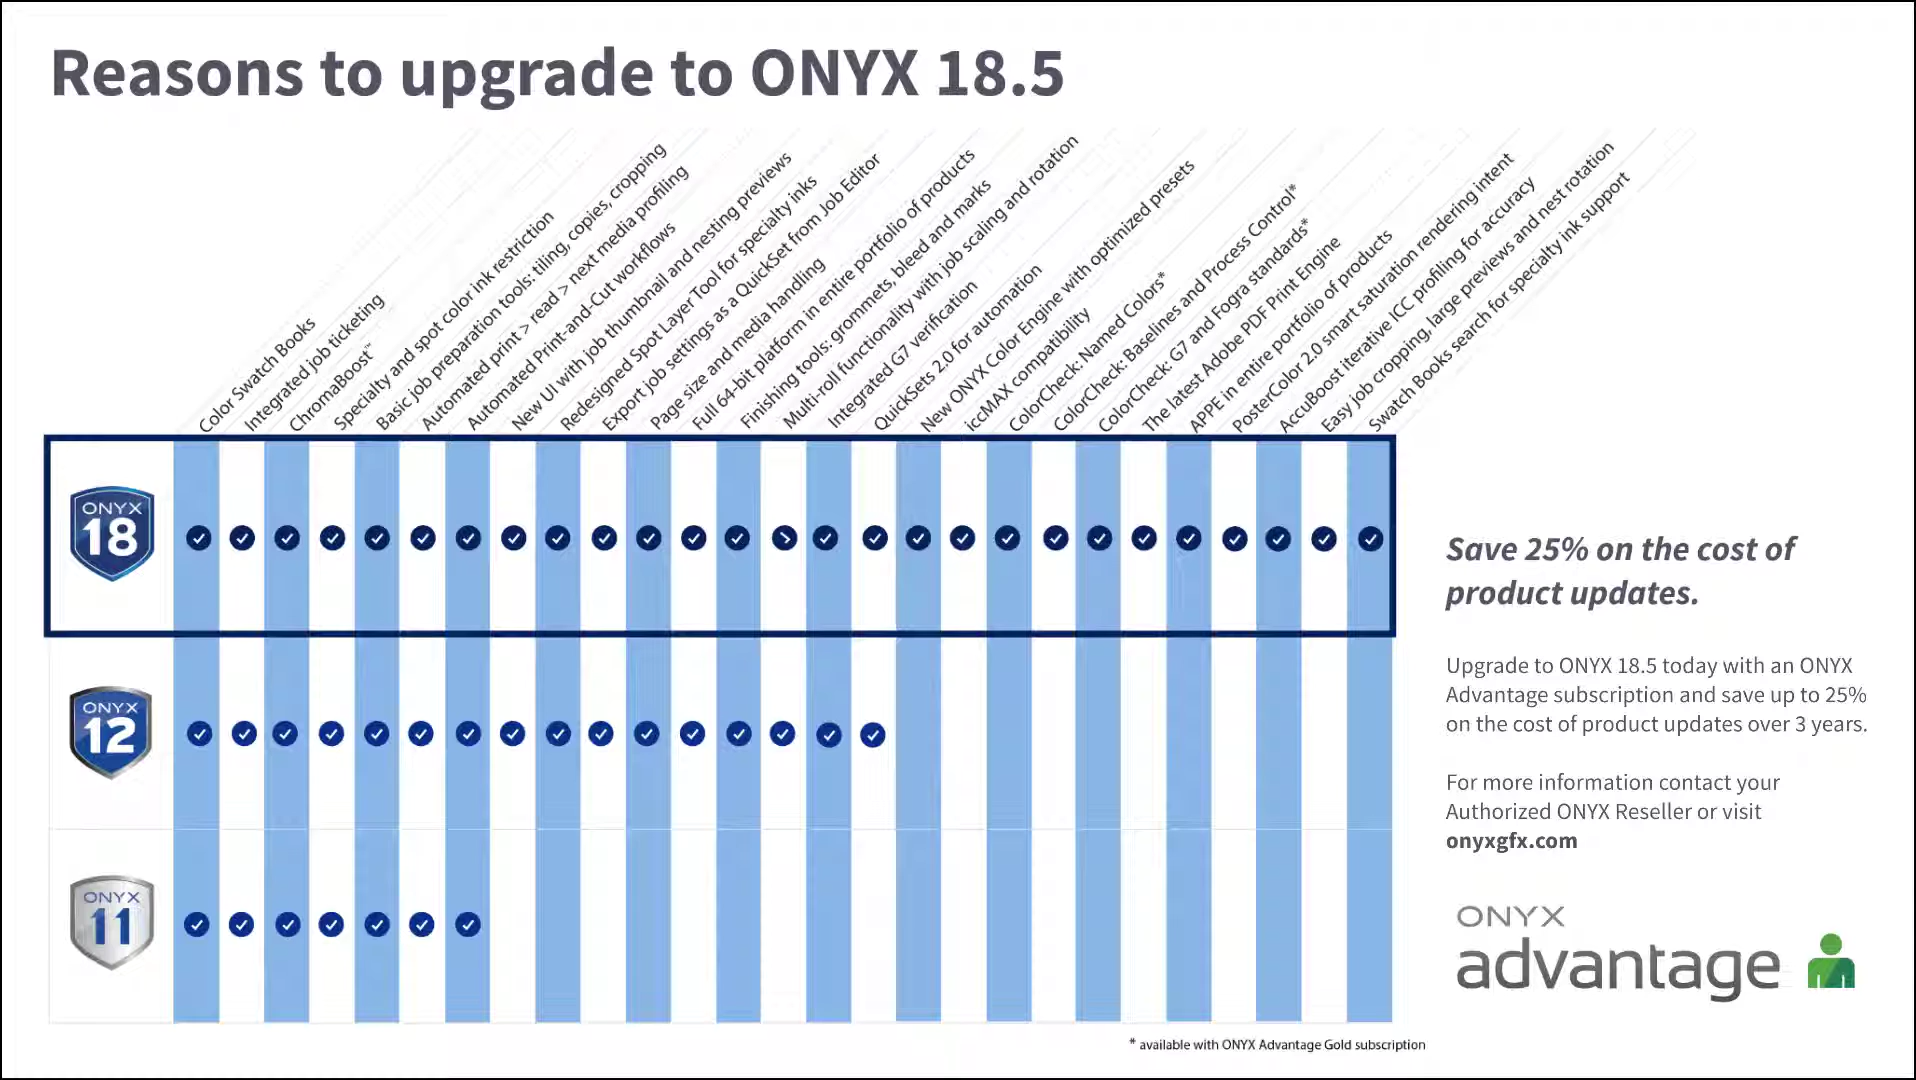 Reasons to upgrade to ONYX 18.5
Color Swatch Books
Integrated job ticketing
ChromaBoost™
Specialty and spot color ink restriction
Basic job preparation tools: tiling, copies, cropping
Automated print > read > next media profiling
Automated Print-and-Cut workflows
New UI with job thumbnail and nesting previews
Redesigned Spot Layer Tool for specialty inks
Export job settings as a QuickSet from Job Editor
Page size and media handling
Full 64-bit platform in entire portfolio of products
Finishing tools: grommets, bleed and marks
Multi-roll functionality with job scaling and rotation
Integrated G7 verification
QuickSets 2.0 for automation
New ONYX Color Engine with optimized presets
iccMAX compatibility
ColorCheck: Named Colors*
ColorCheck: Baselines and Process Control*
ColorCheck: G7 and Fogra standards*
The latest Adobe PDF Print Engine
APPE in entire portfolio of products
PosterColor 2.0 smart saturation rendering intent
AccuBoost iterative ICC profiling for accuracy
Easy job cropping, large previews and nest rotation
Swatch Books search for specialty ink support
ONYX
18
ONYX
12
ONYX
11
Save 25% on the cost of
product updates.
Upgrade to ONYX 18.5 today with an ONYX
Advantage subscription and save up to 25%
on the cost of product updates over 3 years.
For more information contact your
Authorized ONYX Reseller or visit
onyxgfx.com
ONYX
advantage
* available with ONYX Advantage Gold subscription